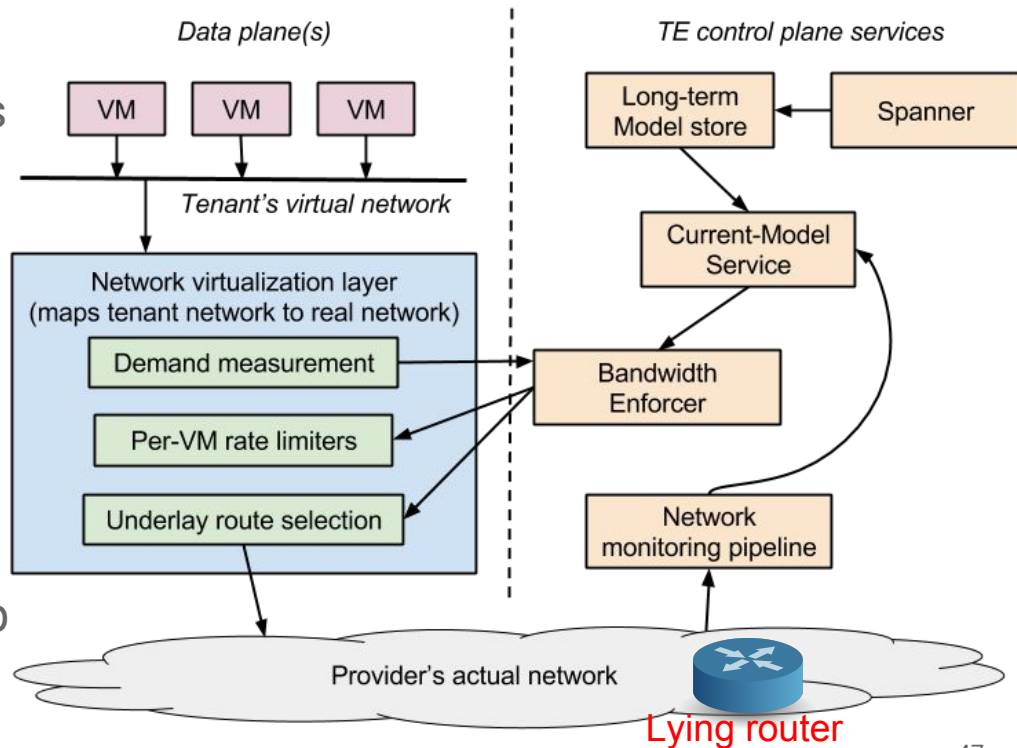 Data plane(s)
TE control plane services
s
VM
VM
VM
Long-term
Model store
Spanner
Tenant's virtual network
Current-Model
Service
Network virtualization layer
(maps tenant network to real network)
Demand measurement
Bandwidth
Enforcer
Per-VM rate limiters
Underlay route selection
Network
monitoring pipeline
Provider's actual network
Lying router